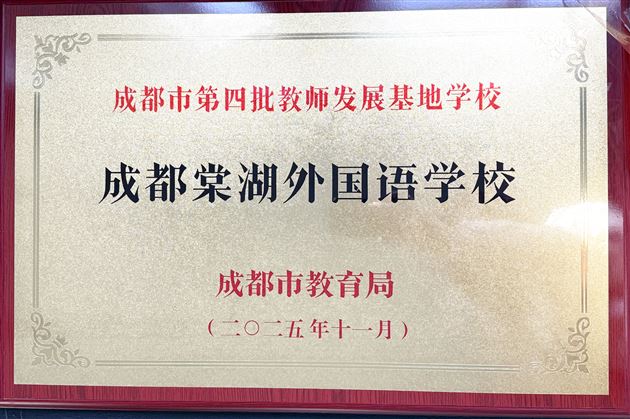 成都市第四批教师发展基地学校
成都棠湖外国语学校
成都市教育局
（二〇二五年十一月）